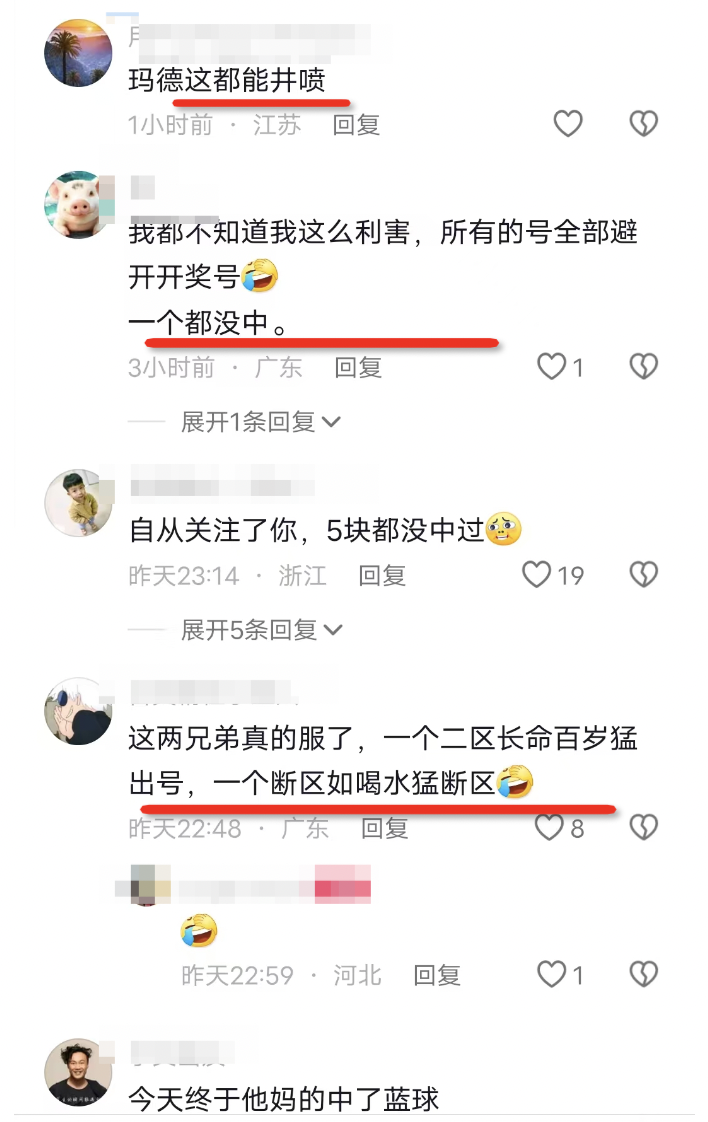 玛德这都能井喷
1小时前 · 江苏 回复
我都不知道我这么利害，所有的号全部避
开开奖号🤣
一个都没中。
3小时前 · 广东 回复 1
展开1条回复
自从关注了你，5块都没中过
昨天23:14 · 浙江 回复 19
展开5条回复
这两兄弟真的服了，一个二区长命百岁猛
出号，一个断区如喝水猛断区🤣
昨天22:48 · 广东 回复 8
🤣
昨天22:59 · 河北 回复 1
今天终于他妈的中了蓝球